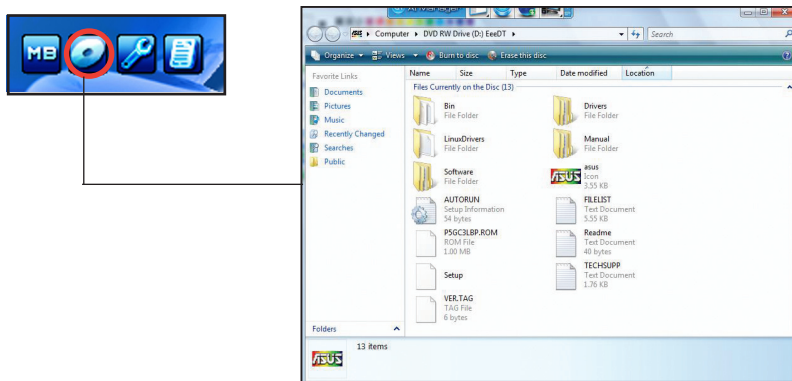 MB
Computer ▸ DVD RW Drive (D:) EeeDT ▸
Search
Organize Views Burn to disc Erase this disc
Favorite Links
Documents
Pictures
Music
Recently Changed
Searches
Public
Folders
Name Size Type Date modified Location
Files Currently on the Disc (13)
Bin
File Folder
Drivers
File Folder
LinuxDrivers
File Folder
Manual
File Folder
Software
File Folder
asus
Icon
3.55 KB
AUTORUN
Setup Information
54 bytes
FILELIST
Text Document
5.55 KB
P5GC3LBP.ROM
ROM File
1.00 MB
Readme
Text Document
40 bytes
Setup
TECHSUPP
Text Document
1.76 KB
VER.TAG
TAG File
6 bytes
ASUS
13 items